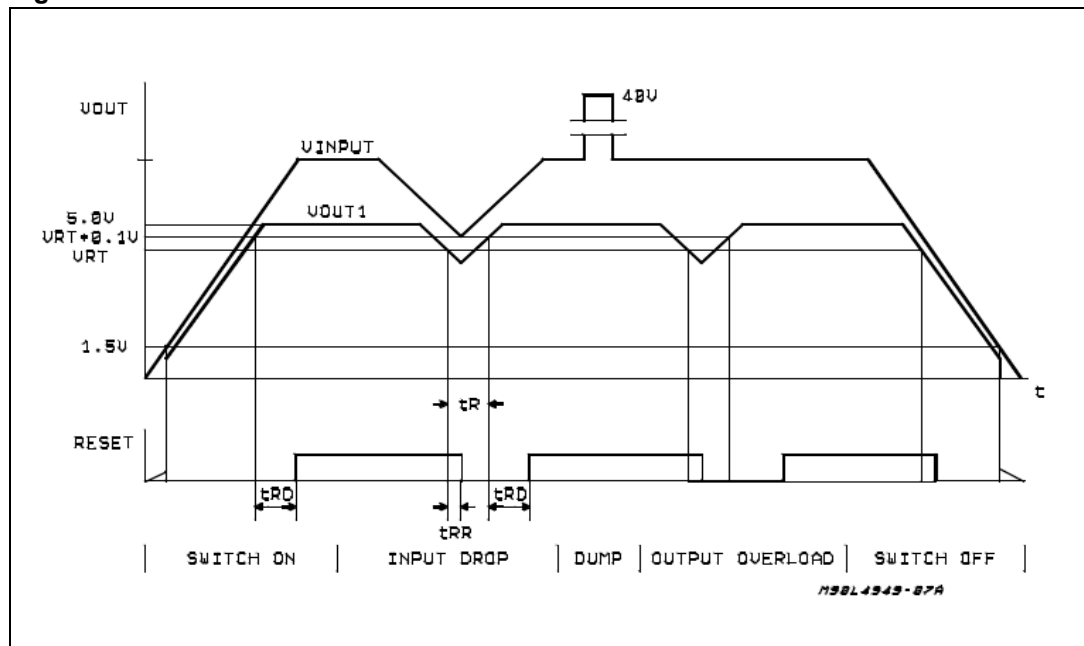 VOUT
40V
VINPUT
5.0V
VOUT1
VRT+0.1V
VRT
1.5V
t
tR
RESET
tRD
tRD
tRR
SWITCH ON
INPUT DROP
DUMP
OUTPUT OVERLOAD
SWITCH OFF
M90L4949-07A